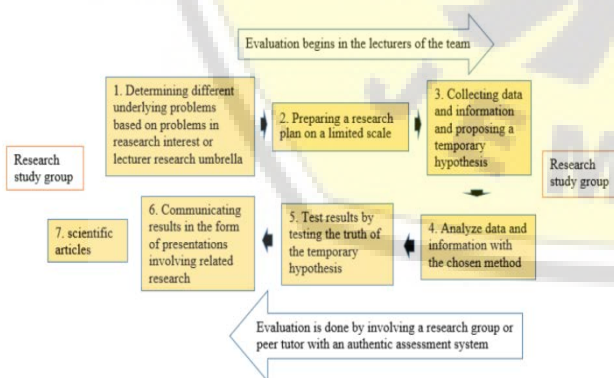 Evaluation begins in the lecturers of the team
1. Determining different
underlying problems
based on problems in
reasearch interest or
lecturer research umbrella
2. Preparing a research
plan on a limited scale
3. Collecting data
and information
and proposing a
temporary
hypothesis
Research
study group
Research
study group
4. Analyze data and
information with
the chosen method
5. Test results by
testing the truth of
the temporary
hypothesis
6. Communicating
results in the form
of presentations
involving related
research
7. scientific
articles
Evaluation is done by involving a research group or
peer tutor with an authentic assessment system